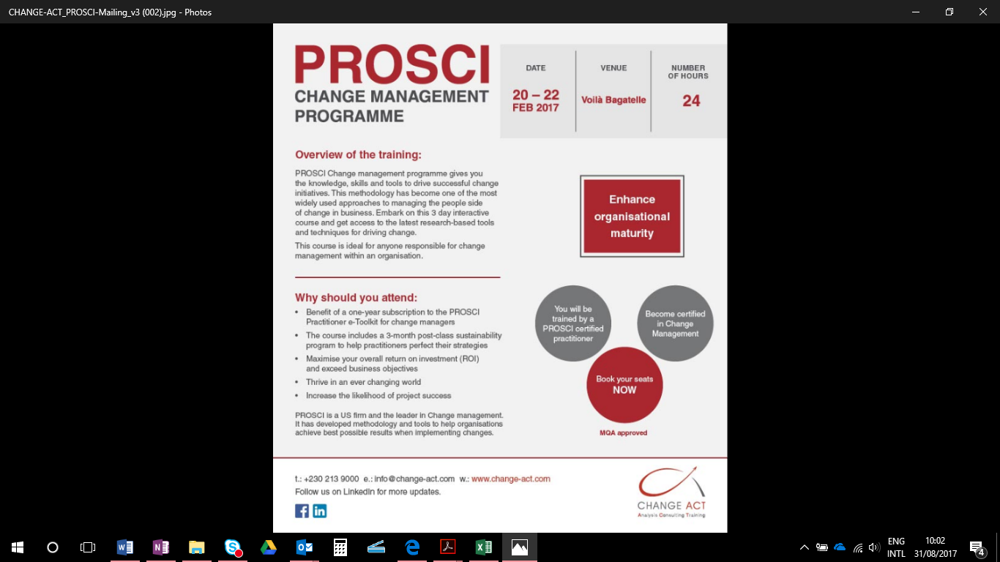 CHANGE-ACT_PROSCI-Mailing_v3 (002).jpg - Photos
PROSCI
CHANGE MANAGEMENT
PROGRAMME
DATE
20 – 22
FEB 2017
VENUE
Voilà Bagatelle
NUMBER
OF HOURS
24
Overview of the training:
PROSCI Change management programme gives you
the knowledge, skills and tools to drive successful change
initiatives. This methodology has become one of the most
widely used approaches to managing the people side
of change in business. Embark on this 3 day interactive
course and get access to the latest research-based tools
and techniques for driving change.
This course is ideal for anyone responsible for change
management within an organisation.
Enhance
organisational
maturity
Why should you attend:
• Benefit of a one-year subscription to the PROSCI
Practitioner e-Toolkit for change managers
• The course includes a 3-month post-class sustainability
program to help practitioners perfect their strategies
• Maximise your overall return on investment (ROI)
and exceed business objectives
• Thrive in an ever changing world
• Increase the likelihood of project success
PROSCI is a US firm and the leader in Change management.
It has developed methodology and tools to help organisations
achieve best possible results when implementing changes.
You will be
trained by a
PROSCI certified
practitioner
Become certified
in Change
Management
Book your seats
NOW
MQA approved
t.: +230 213 9000 e.: info@change-act.com w.: www.change-act.com
Follow us on LinkedIn for more updates.
CHANGE ACT
Analysis Consulting Training
ENG
INTL
10:02
31/08/2017
4